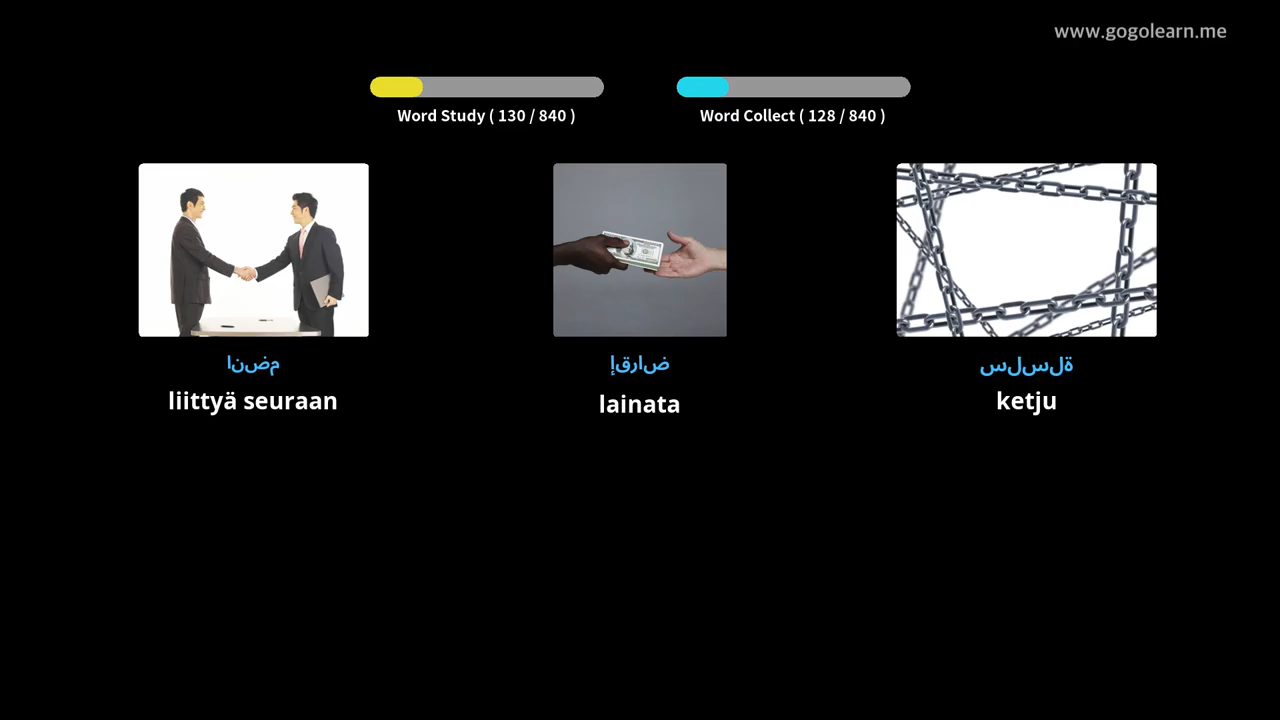 www.gogolearn.me
Word Study ( 130 / 840 )
Word Collect ( 128 / 840 )
انضم
liittyä seuraan
إقراض
lainata
سلسلة
ketju